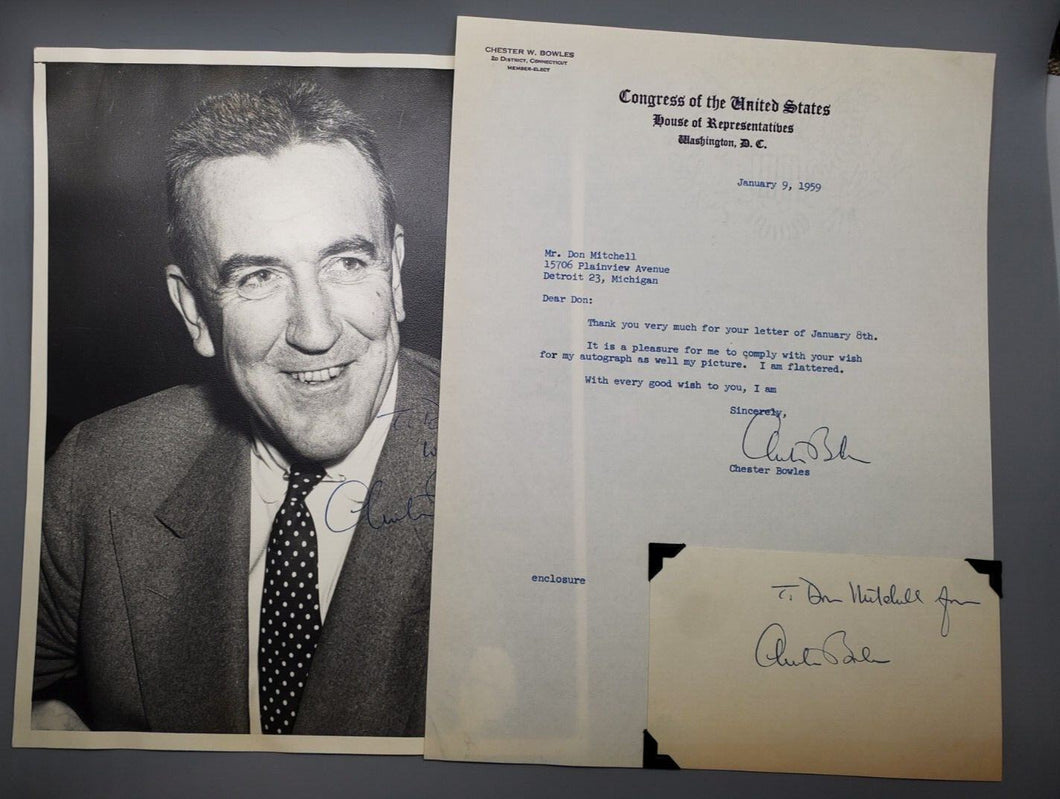 CHESTER W. BOWLES
2D DISTRICT, CONNECTICUT
MEMBER-ELECT
Congress of the United States
House of Representatives
Washington, D. C.
January 9, 1959
Mr. Don Mitchell
15706 Plainview Avenue
Detroit 23, Michigan
Dear Don:
Thank you very much for your letter of January 8th.
It is a pleasure for me to comply with your wish
for my autograph as well my picture. I am flattered.
With every good wish to you, I am
Sincerely,
Chester Bowles
Chester Bowles
enclosure
To Don Mitchell from
Chester Bowles